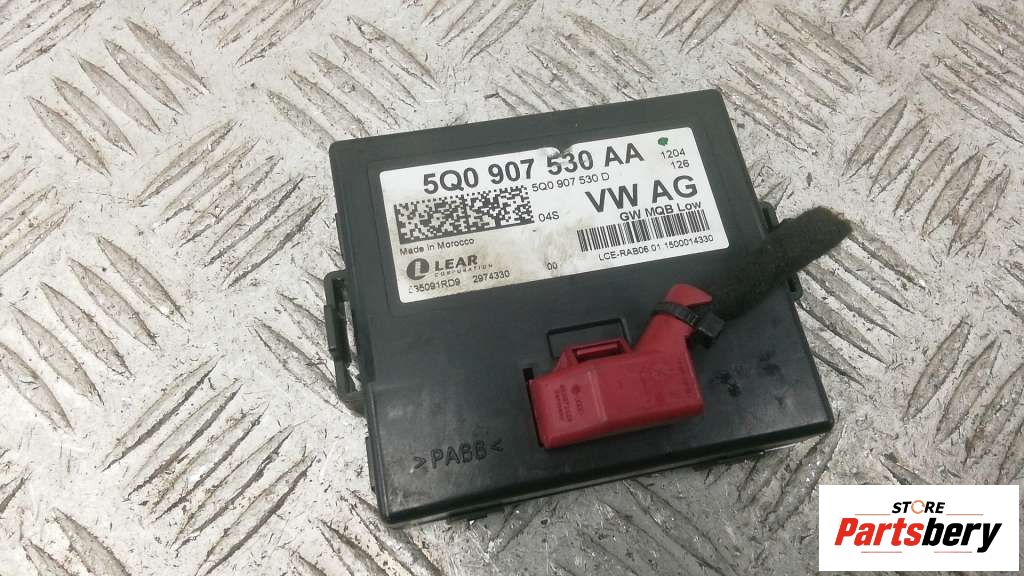 5Q0 907 530 AA
5Q0 907 530 D
1204
126
04S
VW AG
GW MQB Low
Made in Morocco
LEAR
CORPORATION
LCE-RAB06 01 1500014330
2974330
00
>PABB<
STORE
Partsbery